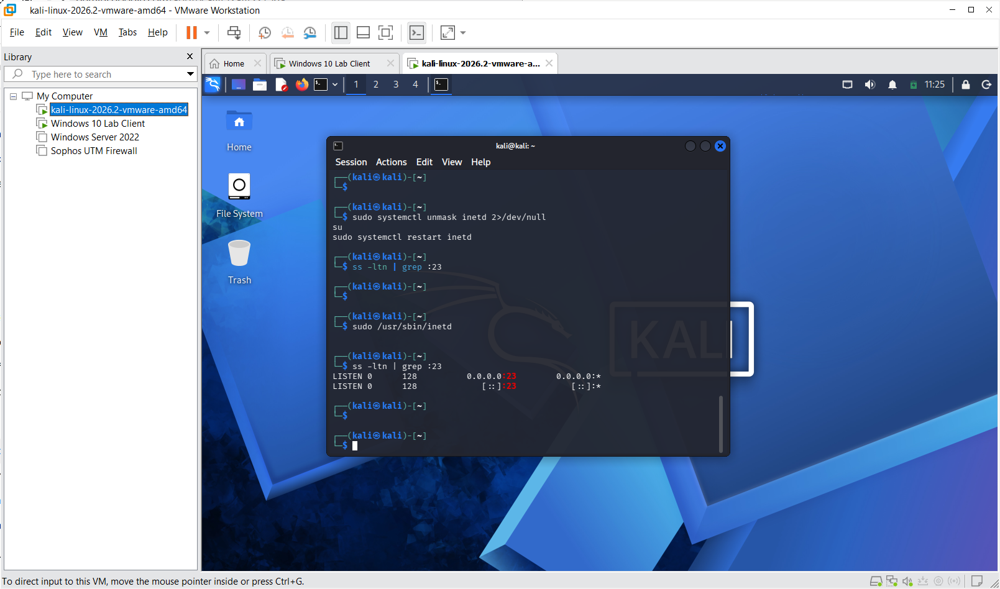 kali-linux-2026.2-vmware-amd64 - VMware Workstation
File Edit View VM Tabs Help
Library
Type here to search
My Computer
kali-linux-2026.2-vmware-amd64
Windows 10 Lab Client
Windows Server 2022
Sophos UTM Firewall
Home
Windows 10 Lab Client
kali-linux-2026.2-vmware-a...
1 2 3 4
11:25
Home
File System
Trash
kali@kali: ~
Session Actions Edit View Help
┌──(kali㉿kali)-[~]
└─$
┌──(kali㉿kali)-[~]
└─$ sudo systemctl unmask inetd 2>/dev/null
su
sudo systemctl restart inetd
┌──(kali㉿kali)-[~]
└─$ ss -ltn | grep :23
┌──(kali㉿kali)-[~]
└─$
┌──(kali㉿kali)-[~]
└─$ sudo /usr/sbin/inetd
┌──(kali㉿kali)-[~]
└─$ ss -ltn | grep :23
LISTEN 0 128 0.0.0.0:23 0.0.0.0:*
LISTEN 0 128 [::]:23 [::]:*
┌──(kali㉿kali)-[~]
└─$
┌──(kali㉿kali)-[~]
└─$
KALI
To direct input to this VM, move the mouse pointer inside or press Ctrl+G.